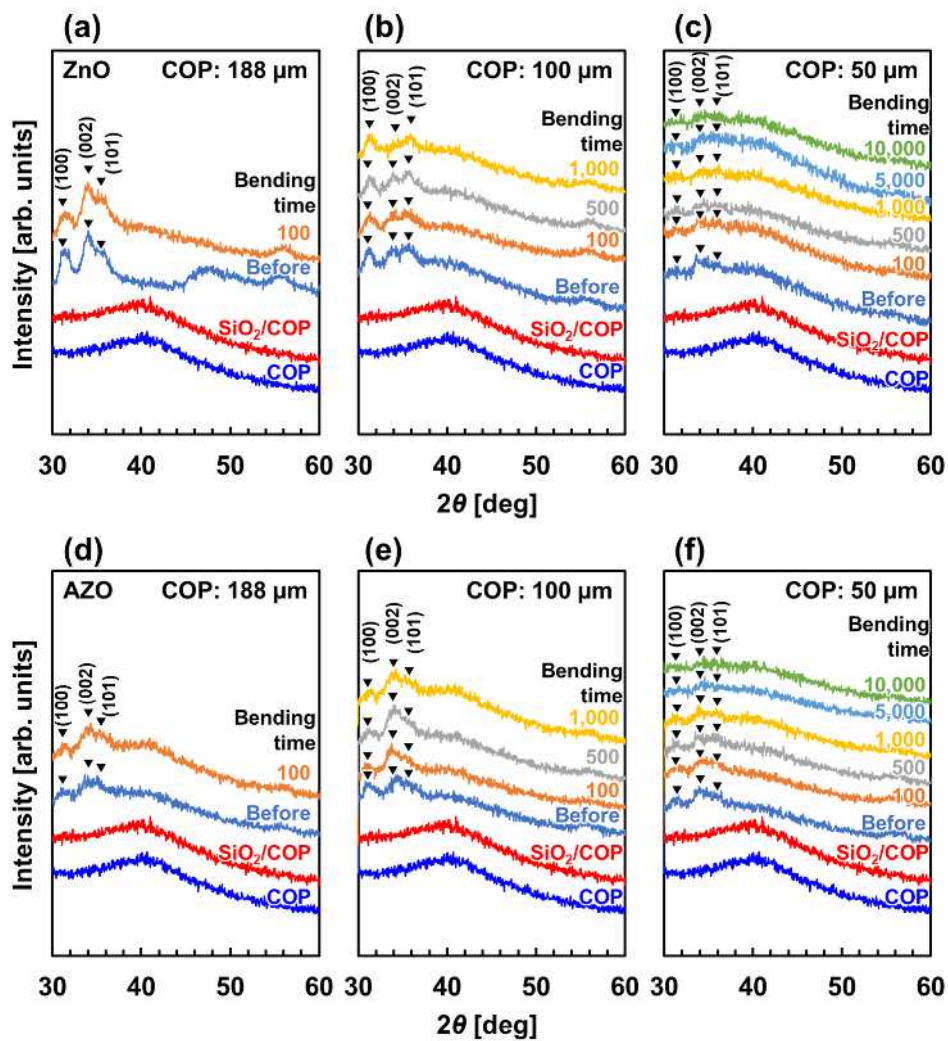 (a)
ZnO COP: 188 μm
(100)
(002)
(101)
Bending
time
100
Before
SiO₂/COP
COP
30 40 50 60
(b)
COP: 100 μm
(100)
(002)
(101)
Bending
time
1,000
500
100
Before
SiO₂/COP
COP
30 40 50 60
(c)
COP: 50 μm
(100)
(002)
(101)
Bending
time
10,000
5,000
1,000
500
100
Before
SiO₂/COP
COP
30 40 50 60
Intensity [arb. units]
2θ [deg]
(d)
AZO COP: 188 μm
(100)
(002)
(101)
Bending
time
100
Before
SiO₂/COP
COP
30 40 50 60
(e)
COP: 100 μm
(100)
(002)
(101)
Bending
time
1,000
500
100
Before
SiO₂/COP
COP
30 40 50 60
(f)
COP: 50 μm
(100)
(002)
(101)
Bending
time
10,000
5,000
1,000
500
100
Before
SiO₂/COP
COP
30 40 50 60
Intensity [arb. units]
2θ [deg]